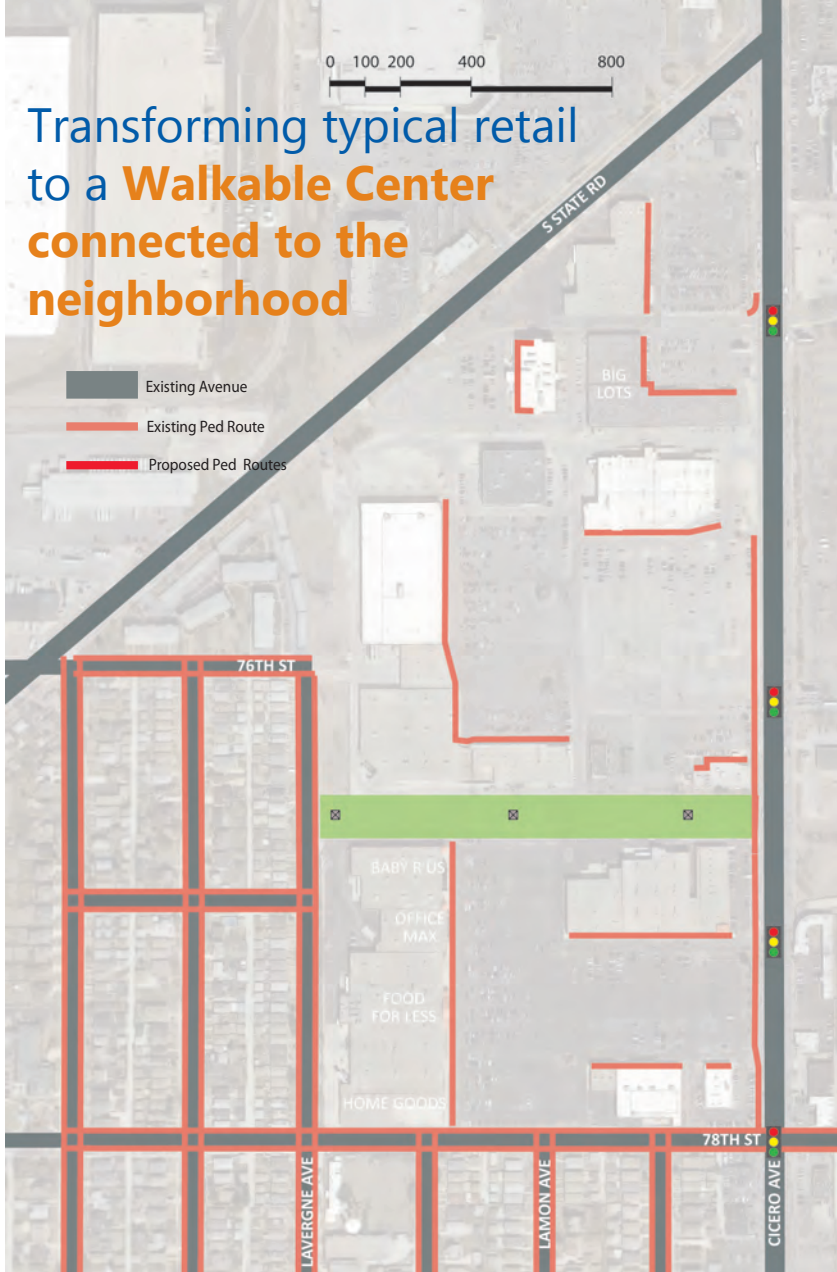 0 100 200 400 800
Transforming typical retail
to a Walkable Center
connected to the
neighborhood
S STATE RD
Existing Avenue
Existing Ped Route
Proposed Ped Routes
BIG
LOTS
76TH ST
BABY R US
OFFICE
MAX
FOOD
FOR LESS
HOME GOODS
78TH ST
LAVERGNE AVE
LAMON AVE
CICERO AVE